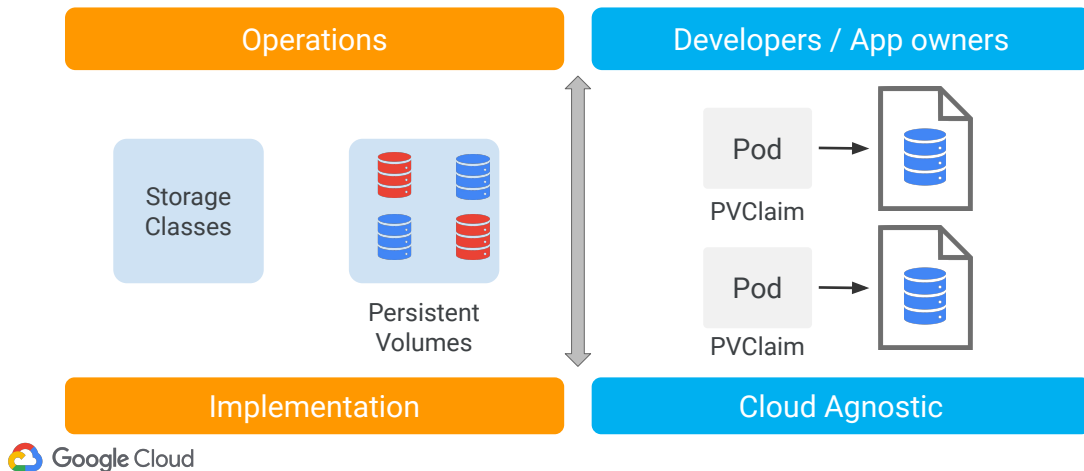 Operations
Developers / App owners
Storage
Classes
Persistent
Volumes
Pod
PVClaim
Pod
PVClaim
Implementation
Cloud Agnostic
Google Cloud